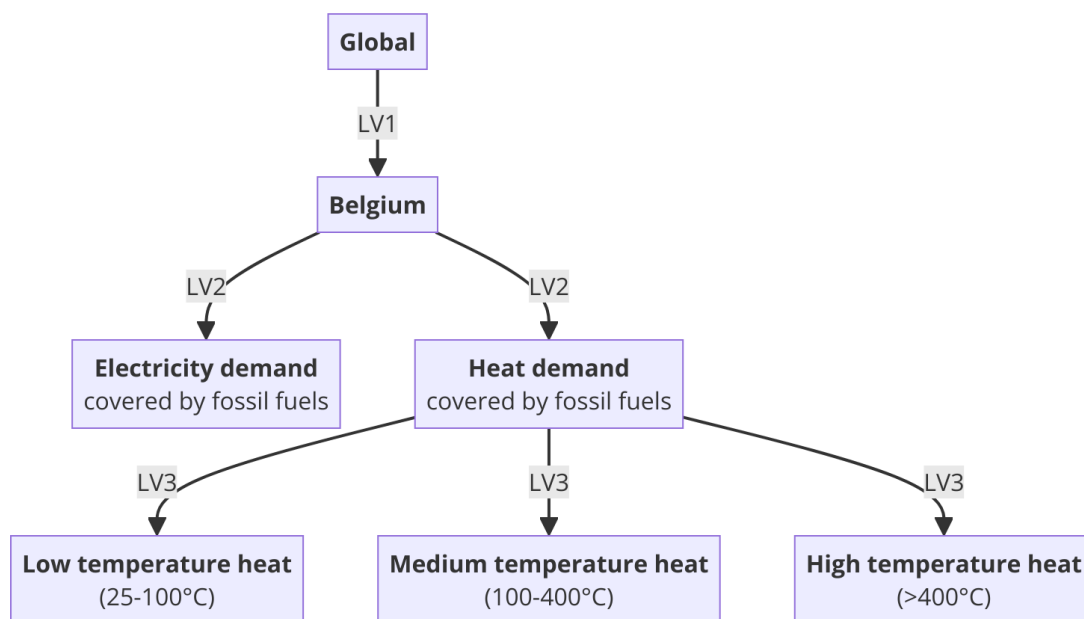 Global
LV1
Belgium
LV2
LV2
Electricity demand
covered by fossil fuels
Heat demand
covered by fossil fuels
LV3
LV3
LV3
Low temperature heat
(25-100°C)
Medium temperature heat
(100-400°C)
High temperature heat
(>400°C)